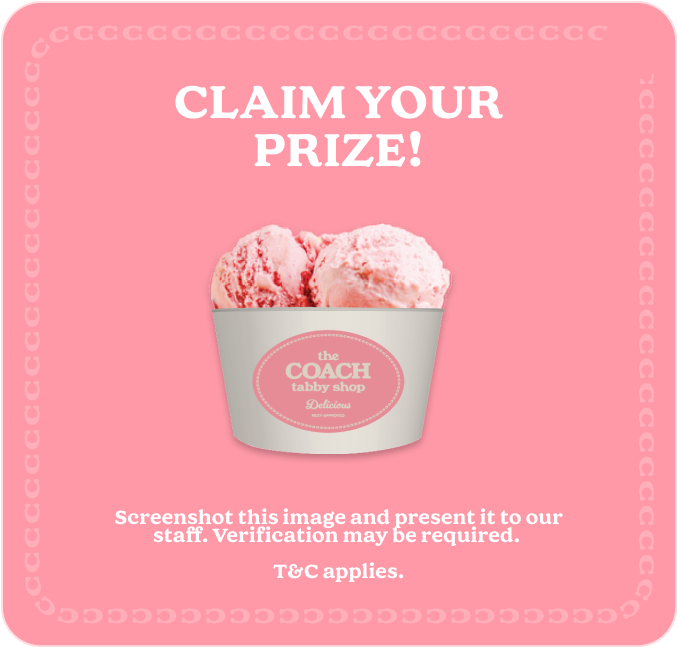 CLAIM YOUR
PRIZE!
the
COACH
tabby shop
Delicious
Screenshot this image and present it to our
staff. Verification may be required.
T&C applies.